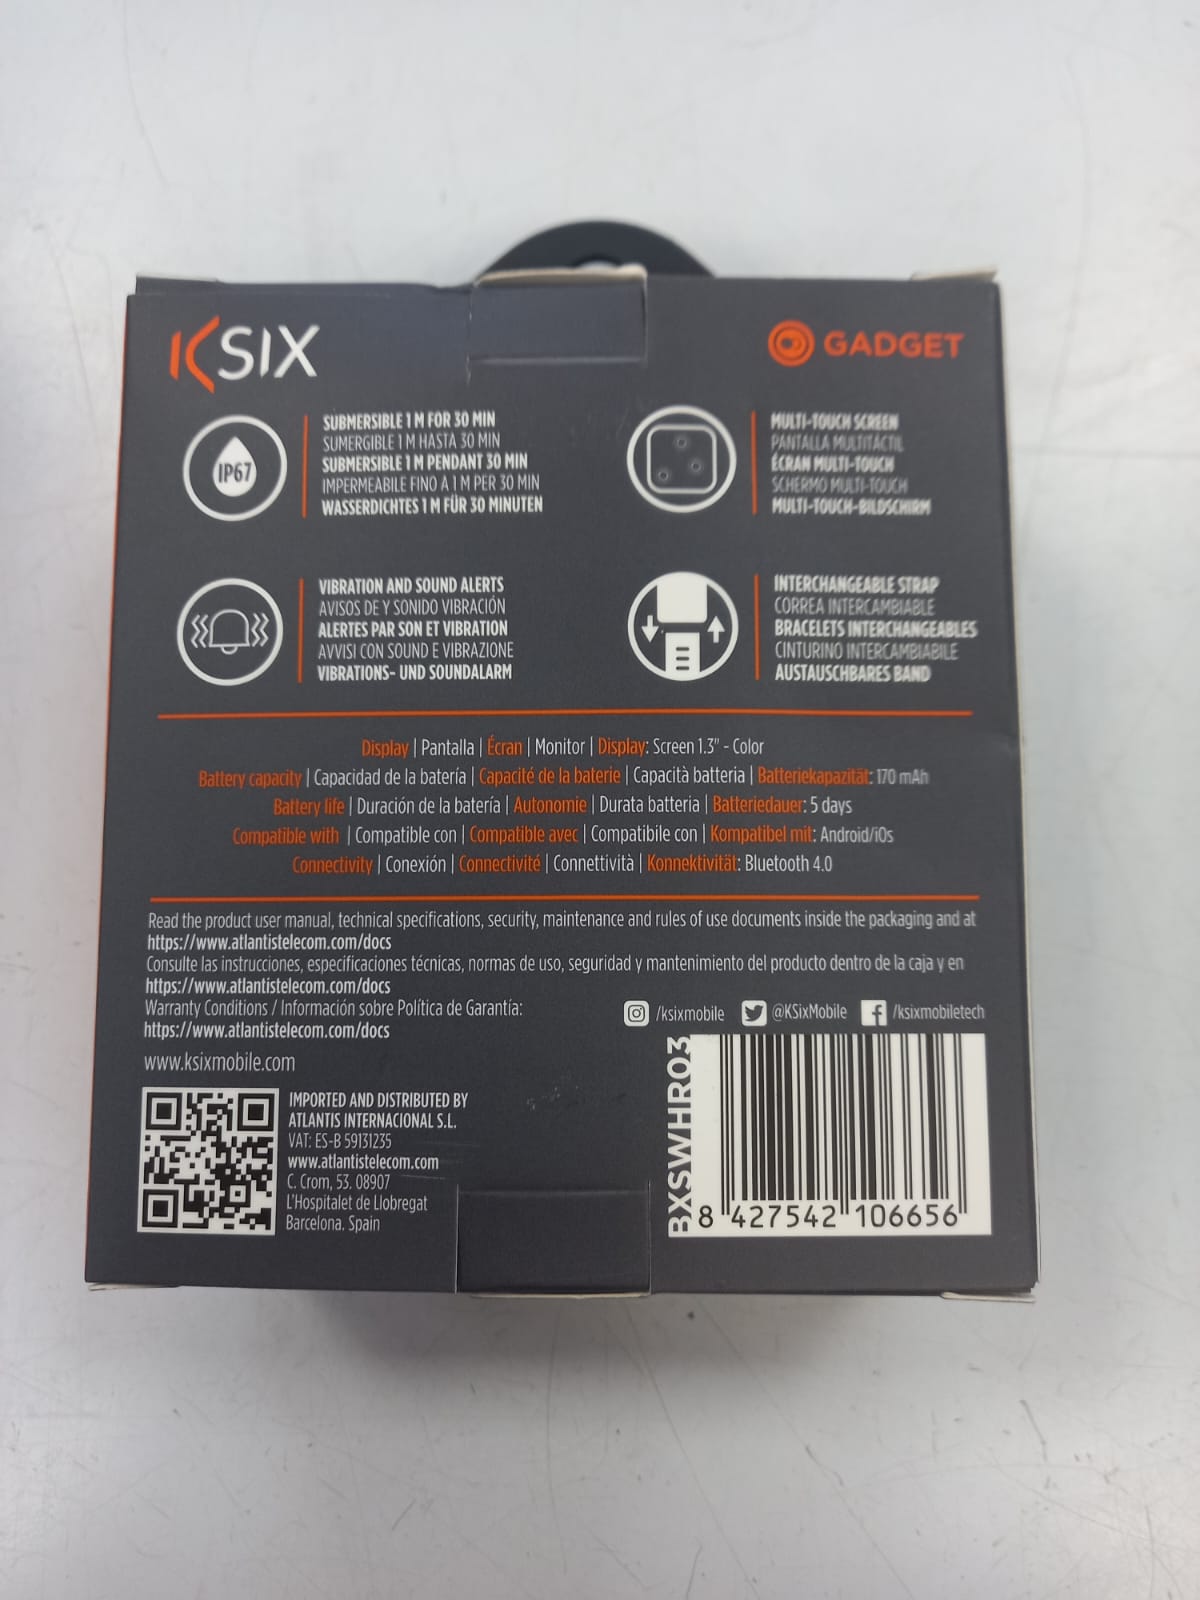 KSIX
GADGET
IP67
SUBMERSIBLE 1 M FOR 30 MIN
SUMERGIBLE 1 M HASTA 30 MIN
SUBMERSIBLE 1 M PENDANT 30 MIN
IMPERMEABILE FINO A 1 M PER 30 MIN
WASSERDICHTES 1 M FÜR 30 MINUTEN
MULTI-TOUCH SCREEN
PANTALLA MULTITÁCTIL
ÉCRAN MULTI-TOUCH
SCHERMO MULTI-TOUCH
MULTI-TOUCH-BILDSCHIRM
VIBRATION AND SOUND ALERTS
AVISOS DE Y SONIDO VIBRACIÓN
ALERTES PAR SON ET VIBRATION
AVVISI CON SOUND E VIBRAZIONE
VIBRATIONS- UND SOUNDALARM
INTERCHANGEABLE STRAP
CORREA INTERCAMBIABLE
BRACELETS INTERCHANGEABLES
CINTURINO INTERCAMBIABILE
AUSTAUSCHBARES BAND
Display | Pantalla | Écran | Monitor | Display: Screen 1.3" - Color
Battery capacity | Capacidad de la batería | Capacité de la baterie | Capacità batteria | Batteriekapazität: 170 mAh
Battery life | Duración de la batería | Autonomie | Durata batteria | Batteriedauer: 5 days
Compatible with | Compatible con | Compatible avec | Compatibile con | Kompatibel mit: Android/iOs
Connectivity | Conexión | Connectivité | Connettività | Konnektivität: Bluetooth 4.0
Read the product user manual, technical specifications, security, maintenance and rules of use documents inside the packaging and at
https://www.atlantistelecom.com/docs
Consulte las instrucciones, especificaciones técnicas, normas de uso, seguridad y mantenimiento del producto dentro de la caja y en
https://www.atlantistelecom.com/docs
Warranty Conditions / Información sobre Política de Garantía:
https://www.atlantistelecom.com/docs
/ksixmobile @KSixMobile /ksixmobiletech
www.ksixmobile.com
IMPORTED AND DISTRIBUTED BY
ATLANTIS INTERNACIONAL S.L.
VAT: ES-B 59131235
www.atlantistelecom.com
C. Crom, 53. 08907
L'Hospitalet de Llobregat
Barcelona. Spain
BXSWHR03
8 427542 106656